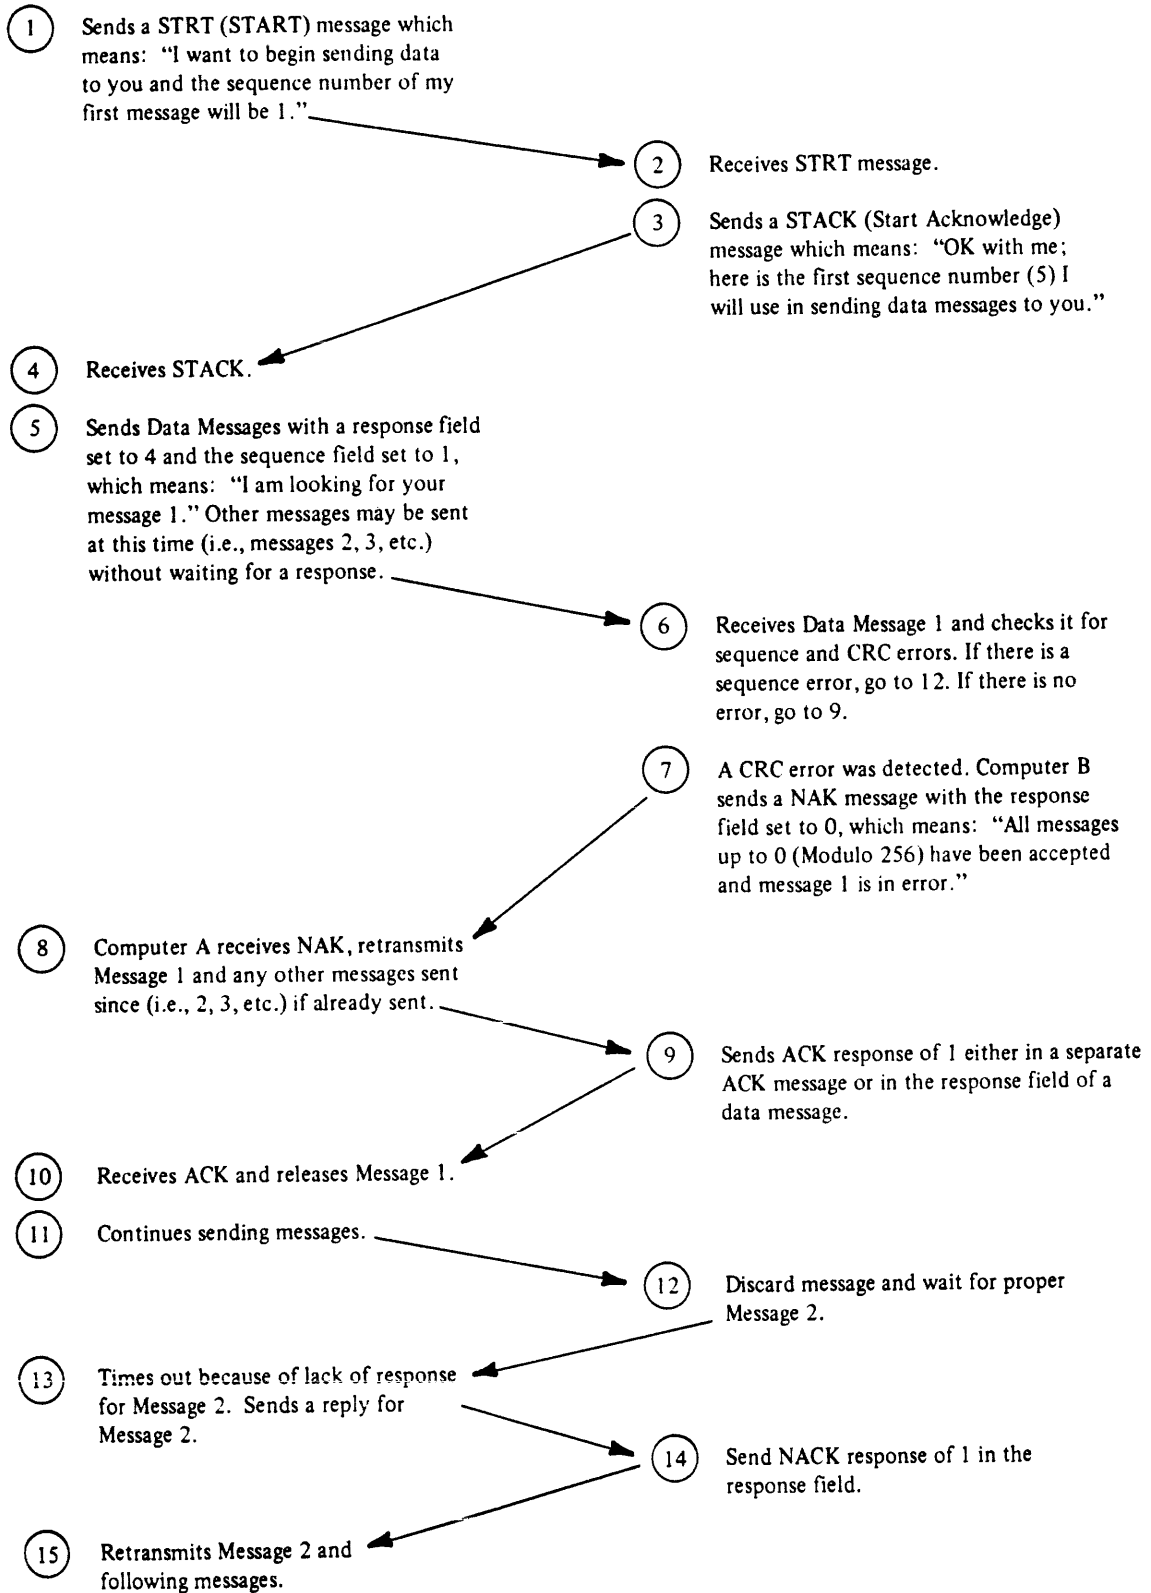 1
Sends a STRT (START) message which
means: “I want to begin sending data
to you and the sequence number of my
first message will be 1.”
2
Receives STRT message.
3
Sends a STACK (Start Acknowledge)
message which means: “OK with me;
here is the first sequence number (5) I
will use in sending data messages to you.”
4
Receives STACK.
5
Sends Data Messages with a response field
set to 4 and the sequence field set to 1,
which means: “I am looking for your
message 1.” Other messages may be sent
at this time (i.e., messages 2, 3, etc.)
without waiting for a response.
6
Receives Data Message 1 and checks it for
sequence and CRC errors. If there is a
sequence error, go to 12. If there is no
error, go to 9.
7
A CRC error was detected. Computer B
sends a NAK message with the response
field set to 0, which means: “All messages
up to 0 (Modulo 256) have been accepted
and message 1 is in error.”
8
Computer A receives NAK, retransmits
Message 1 and any other messages sent
since (i.e., 2, 3, etc.) if already sent.
9
Sends ACK response of 1 either in a separate
ACK message or in the response field of a
data message.
10
Receives ACK and releases Message 1.
11
Continues sending messages.
12
Discard message and wait for proper
Message 2.
13
Times out because of lack of response
for Message 2. Sends a reply for
Message 2.
14
Send NACK response of 1 in the
response field.
15
Retransmits Message 2 and
following messages.